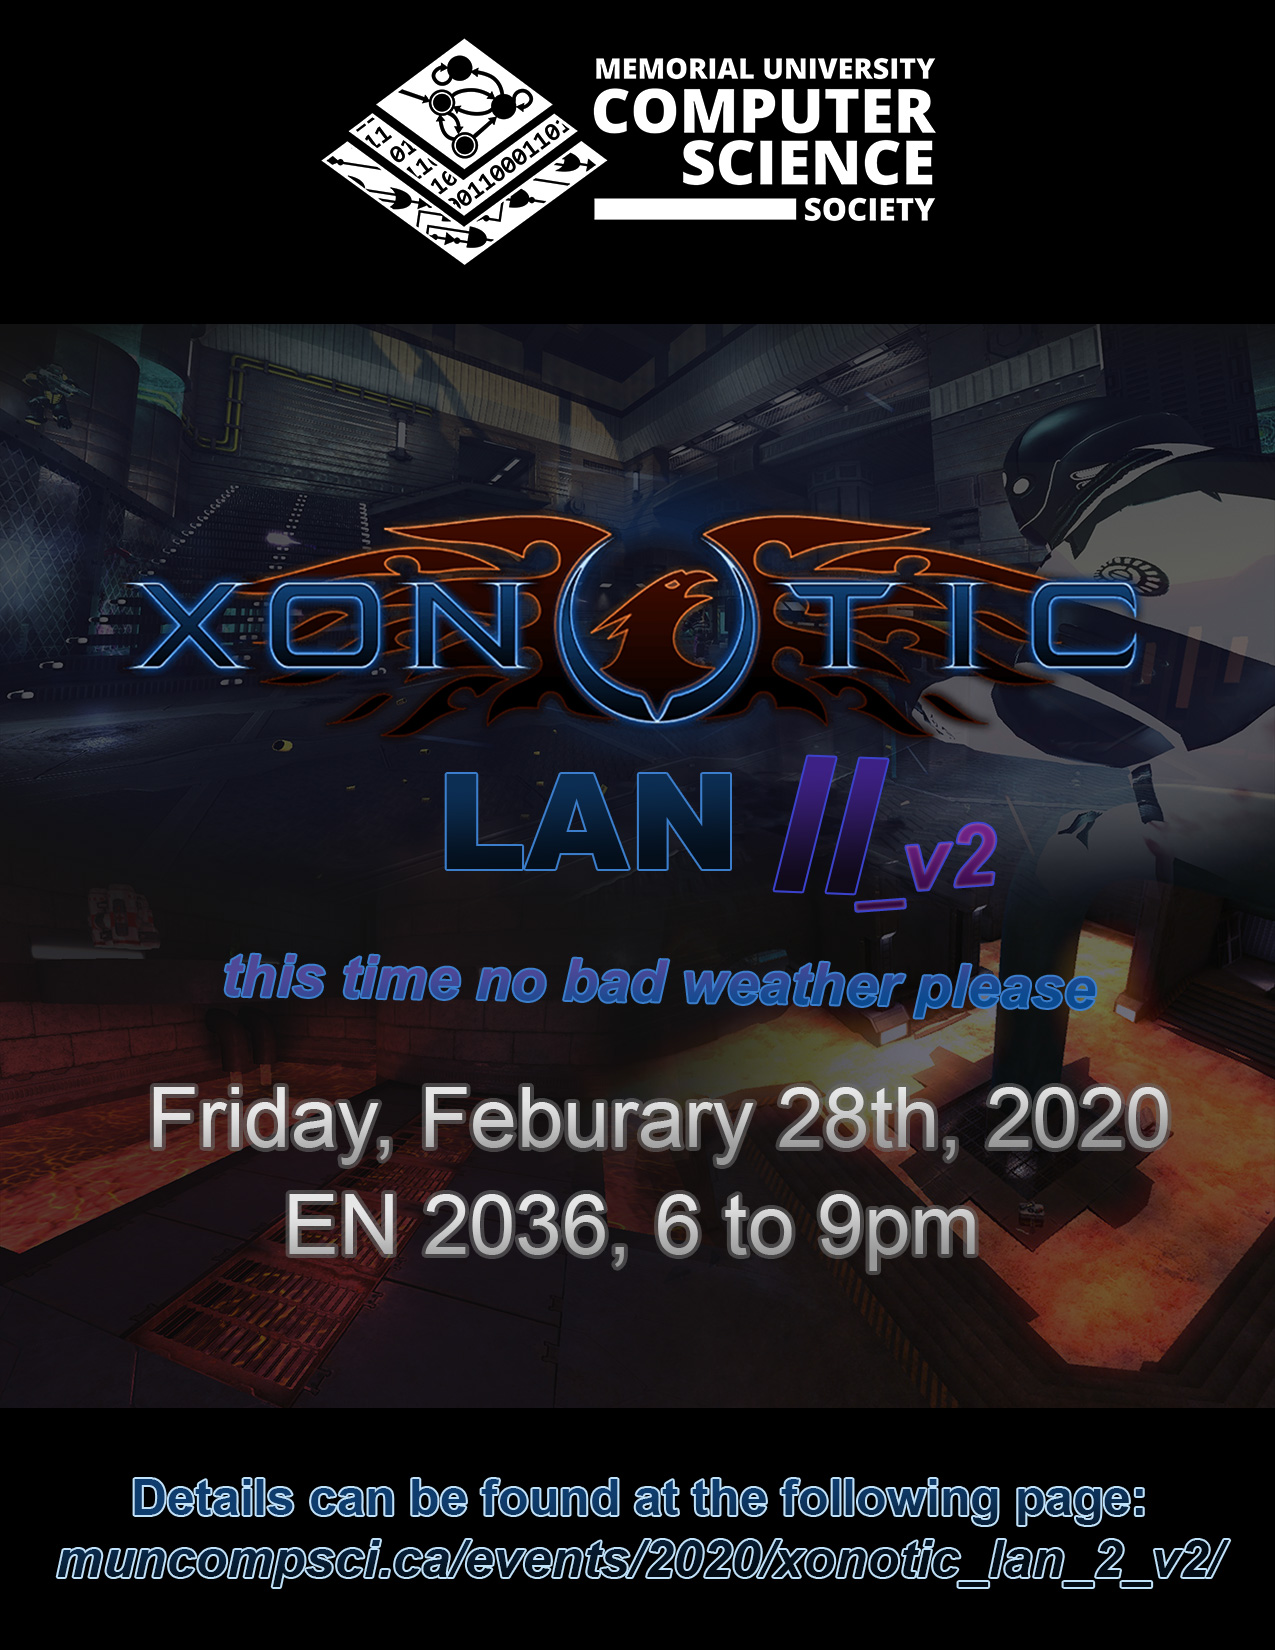 MEMORIAL UNIVERSITY
COMPUTER
SCIENCE
SOCIETY
XONOTIC
LAN II_v2
this time no bad weather please
Friday, Feburary 28th, 2020
EN 2036, 6 to 9pm
Details can be found at the following page:
muncompsci.ca/events/2020/xonotic_lan_2_v2/